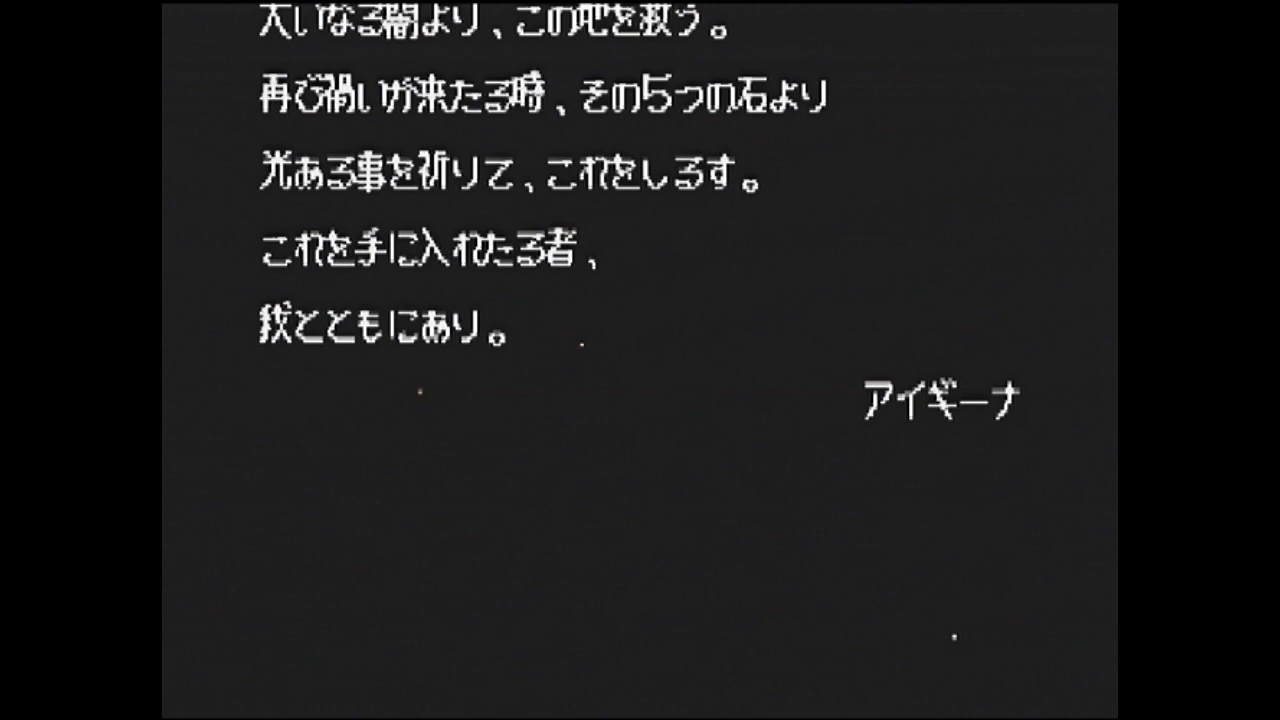 大いなる闇より、この地を救う。
再び禍いが来たる時、その5つの石より
光ある事を祈りて、これをしるす。
これを手に入れたる者、
我とともにあり。
アイギーナ